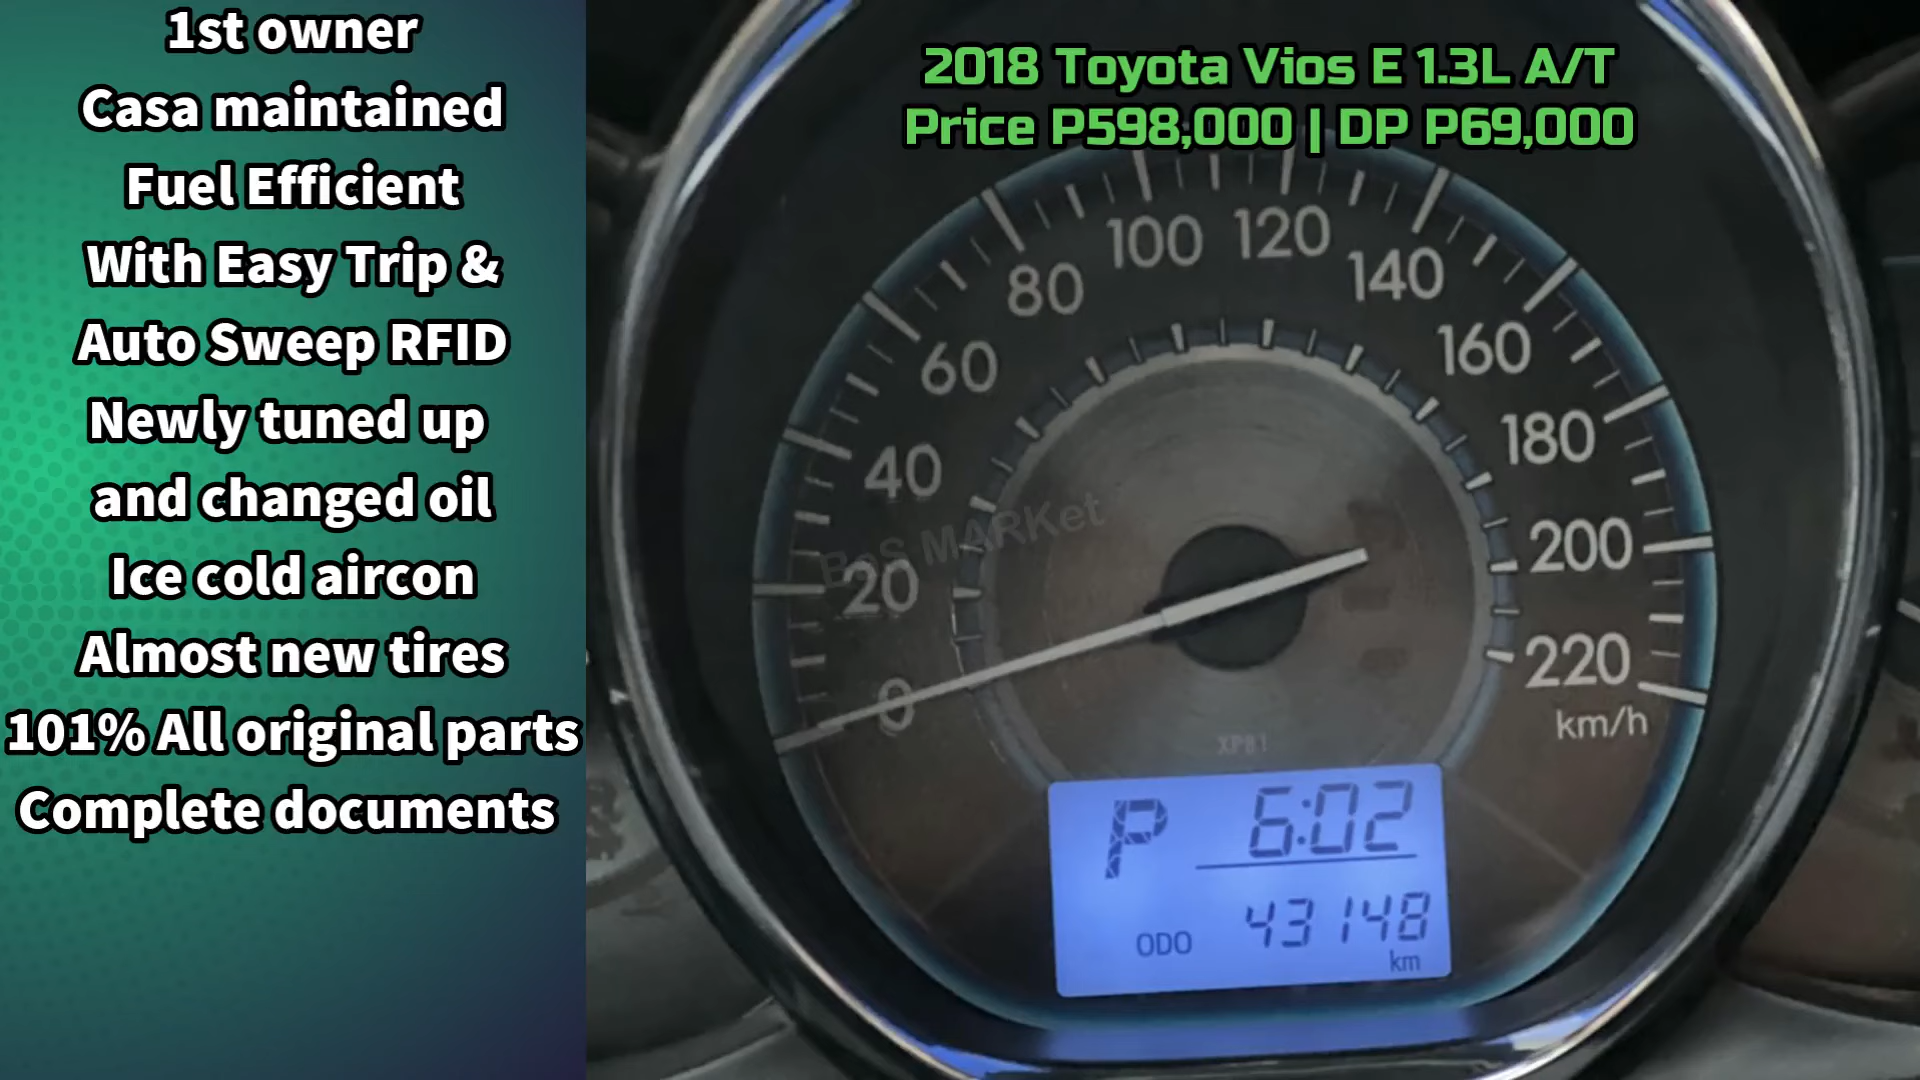 1st owner
Casa maintained
Fuel Efficient
With Easy Trip &
Auto Sweep RFID
Newly tuned up
and changed oil
Ice cold aircon
Almost new tires
101% All original parts
Complete documents
2018 Toyota Vios E 1.3L A/T
Price P598,000 | DP P69,000
0
20
40
60
80
100
120
140
160
180
200
220
km/h
BoS MARKet
XP81
P 6:02
ODO 43148
km